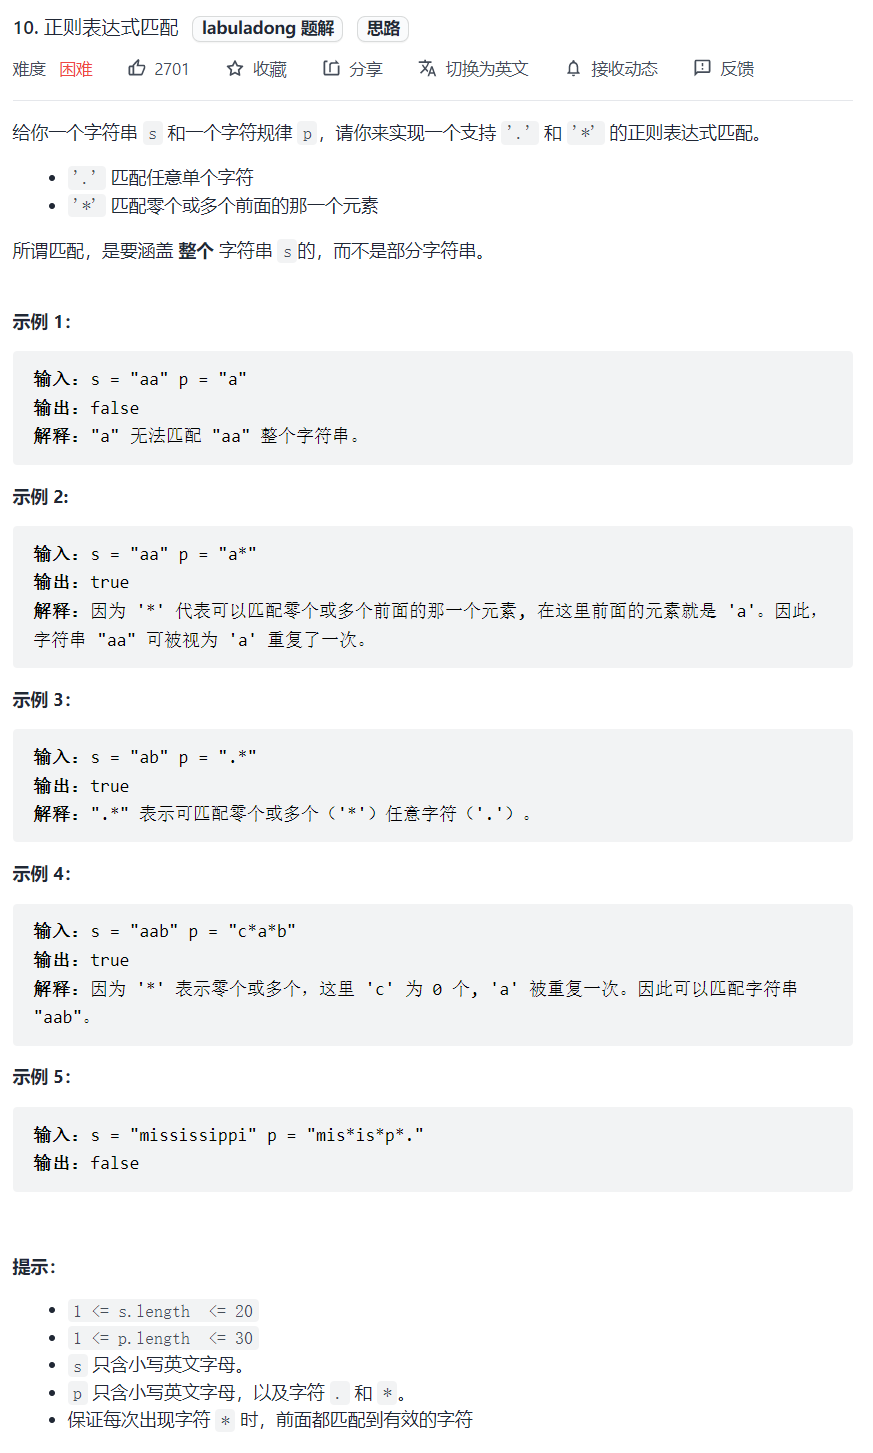 10. 正则表达式匹配 labuladong 题解 思路
难度 困难 2701 收藏 分享 切换为英文 接收动态 反馈
给你一个字符串 s 和一个字符规律 p，请你来实现一个支持 '.' 和 '*' 的正则表达式匹配。
• '.' 匹配任意单个字符
• '*' 匹配零个或多个前面的那一个元素
所谓匹配，是要涵盖 整个 字符串 s 的，而不是部分字符串。
示例 1：
输入：s = "aa" p = "a"
输出：false
解释："a" 无法匹配 "aa" 整个字符串。
示例 2:
输入：s = "aa" p = "a*"
输出：true
解释：因为 '*' 代表可以匹配零个或多个前面的那一个元素, 在这里前面的元素就是 'a'。因此，
字符串 "aa" 可被视为 'a' 重复了一次。
示例 3：
输入：s = "ab" p = ".*"
输出：true
解释：".*" 表示可匹配零个或多个（'*'）任意字符（'.'）。
示例 4：
输入：s = "aab" p = "c*a*b"
输出：true
解释：因为 '*' 表示零个或多个，这里 'c' 为 0 个, 'a' 被重复一次。因此可以匹配字符串
"aab"。
示例 5：
输入：s = "mississippi" p = "mis*is*p*."
输出：false
提示：
• 1 <= s.length <= 20
• 1 <= p.length <= 30
• s 只含小写英文字母。
• p 只含小写英文字母，以及字符 . 和 *。
• 保证每次出现字符 * 时，前面都匹配到有效的字符